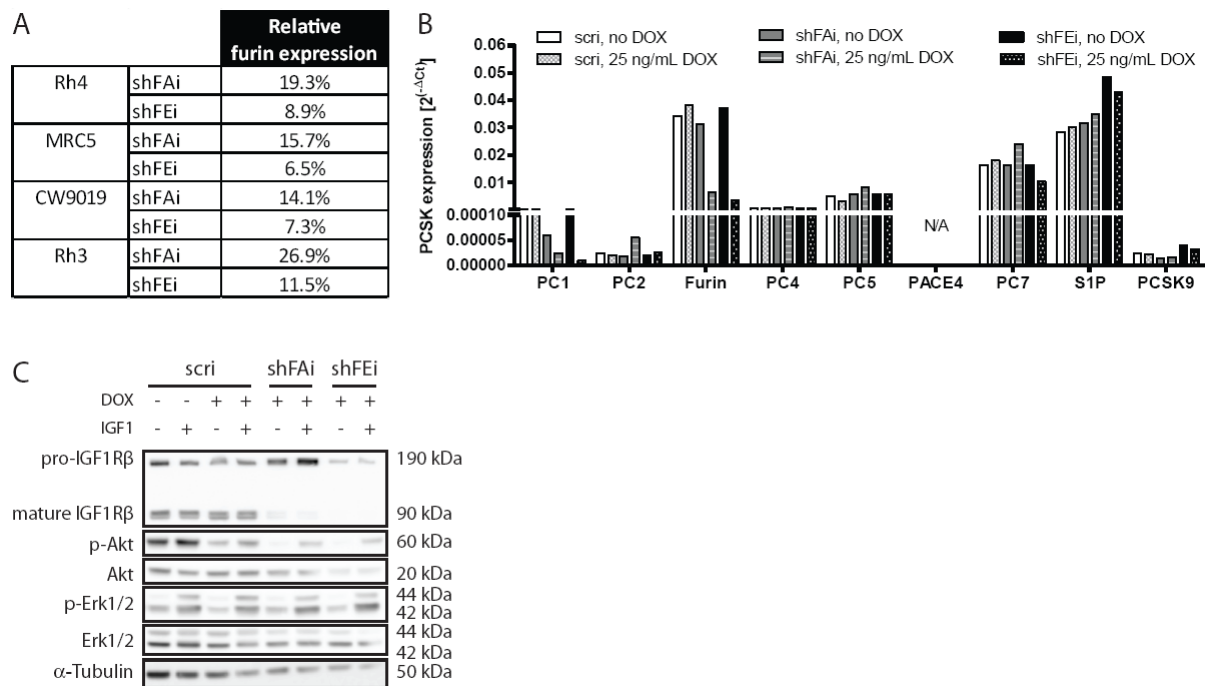 A
Relative
furin expression
Rh4 shFAi 19.3%
shFEi 8.9%
MRC5 shFAi 15.7%
shFEi 6.5%
CW9019 shFAi 14.1%
shFEi 7.3%
Rh3 shFAi 26.9%
shFEi 11.5%
B
scri, no DOX shFAi, no DOX shFEi, no DOX
scri, 25 ng/mL DOX shFAi, 25 ng/mL DOX shFEi, 25 ng/mL DOX
PCSK expression [2^(-ΔCt)]
0.06
0.05
0.04
0.03
0.02
0.01
0.00010
0.00005
0.00000
N/A
PC1 PC2 Furin PC4 PC5 PACE4 PC7 S1P PCSK9
C
scri shFAi shFEi
DOX - - + + + + + +
IGF1 - + - + - + - +
pro-IGF1Rβ 190 kDa
mature IGF1Rβ 90 kDa
p-Akt 60 kDa
Akt 20 kDa
p-Erk1/2 44 kDa
42 kDa
Erk1/2 44 kDa
42 kDa
α-Tubulin 50 kDa